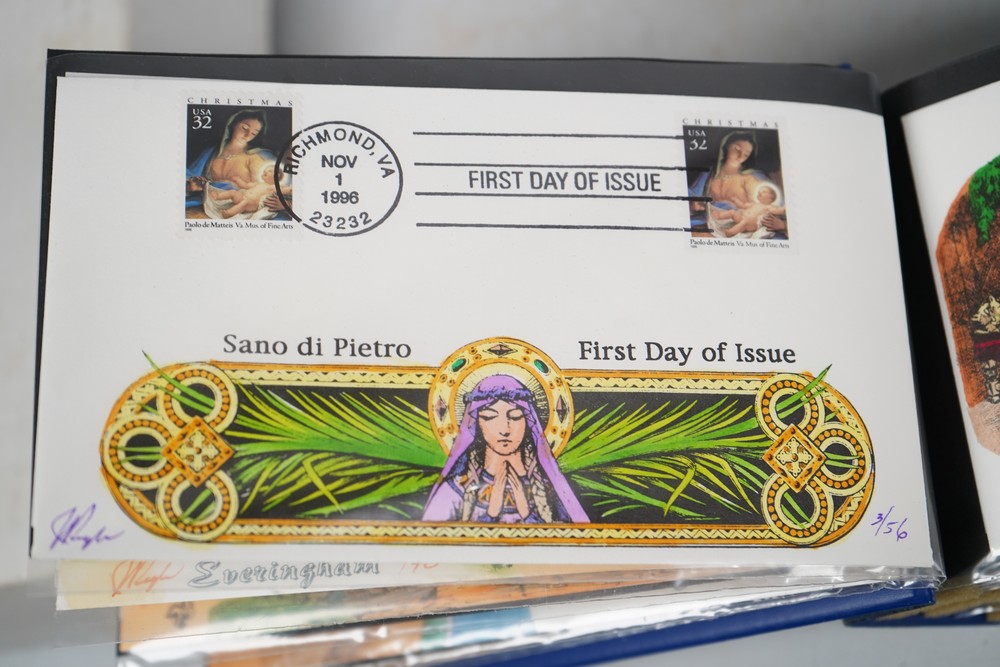 CHRISTMAS
USA
32
Paolo de Matteis Va Mus of Fine Arts
1996
RICHMOND, VA
NOV
1
1996
23232
FIRST DAY OF ISSUE
CHRISTMAS
USA
32
Paolo de Matteis Va Mus of Fine Arts
Sano di Pietro
First Day of Issue
3/56
Everingham